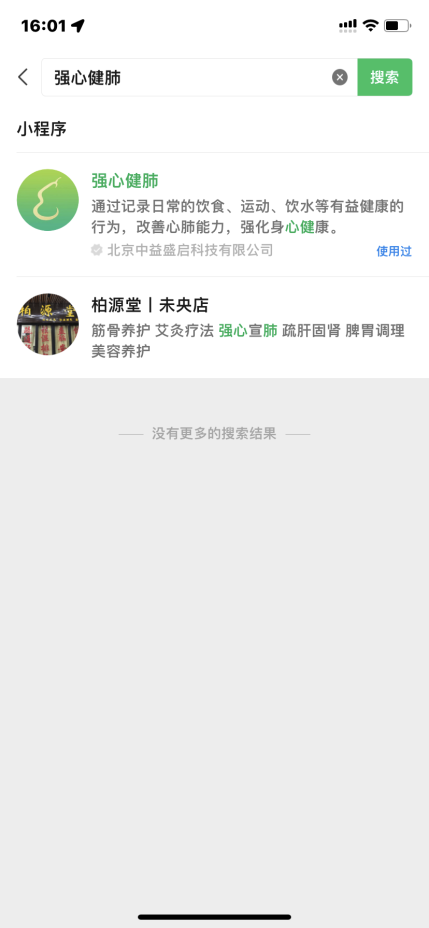 16:01
强心健肺
搜索
小程序
强心健肺
通过记录日常的饮食、运动、饮水等有益健康的
行为，改善心肺能力，强化身心健康。
北京中益盛启科技有限公司
使用过
柏源堂丨未央店
筋骨养护 艾灸疗法 强心宣肺 疏肝固肾 脾胃调理
美容养护
没有更多的搜索结果